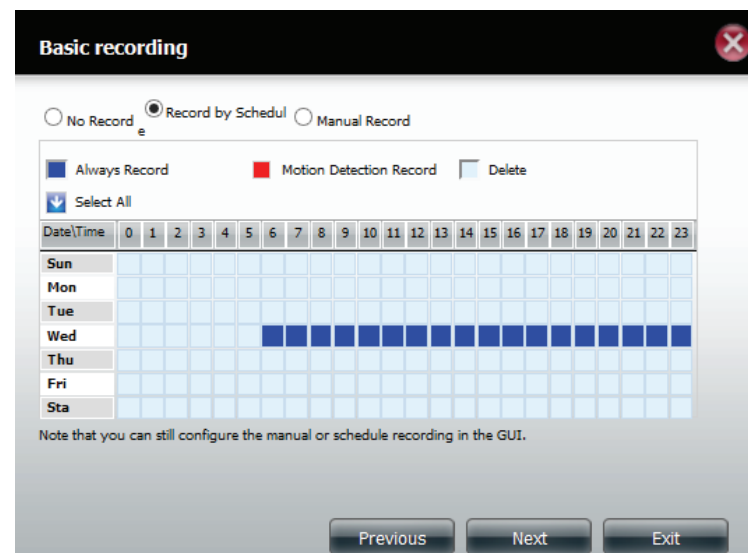 Basic recording
No Record Record by Schedul Manual Record
e
Always Record Motion Detection Record Delete
Select All
Date\Time 0 1 2 3 4 5 6 7 8 9 10 11 12 13 14 15 16 17 18 19 20 21 22 23
Sun
Mon
Tue
Wed
Thu
Fri
Sta
Note that you can still configure the manual or schedule recording in the GUI.
Previous Next Exit